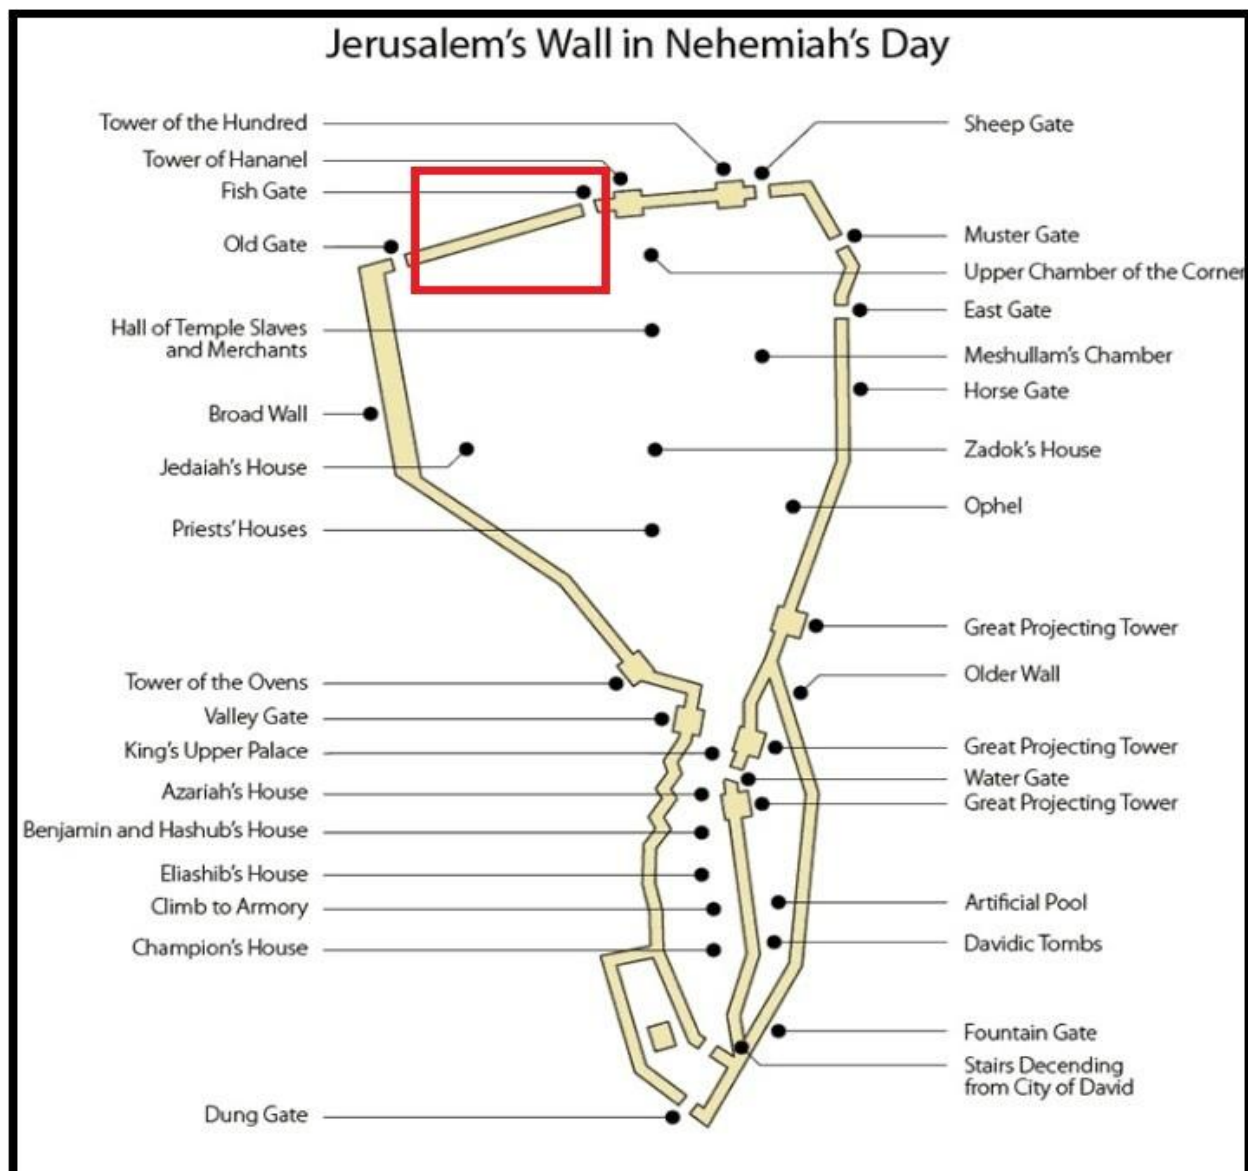 Jerusalem's Wall in Nehemiah's Day
Tower of the Hundred
Tower of Hananel
Fish Gate
Old Gate
Hall of Temple Slaves
and Merchants
Broad Wall
Jedaiah's House
Priests' Houses
Tower of the Ovens
Valley Gate
King's Upper Palace
Azariah's House
Benjamin and Hashub's House
Eliashib's House
Climb to Armory
Champion's House
Dung Gate
Sheep Gate
Muster Gate
Upper Chamber of the Corner
East Gate
Meshullam's Chamber
Horse Gate
Zadok's House
Ophel
Great Projecting Tower
Older Wall
Great Projecting Tower
Water Gate
Great Projecting Tower
Artificial Pool
Davidic Tombs
Fountain Gate
Stairs Decending
from City of David